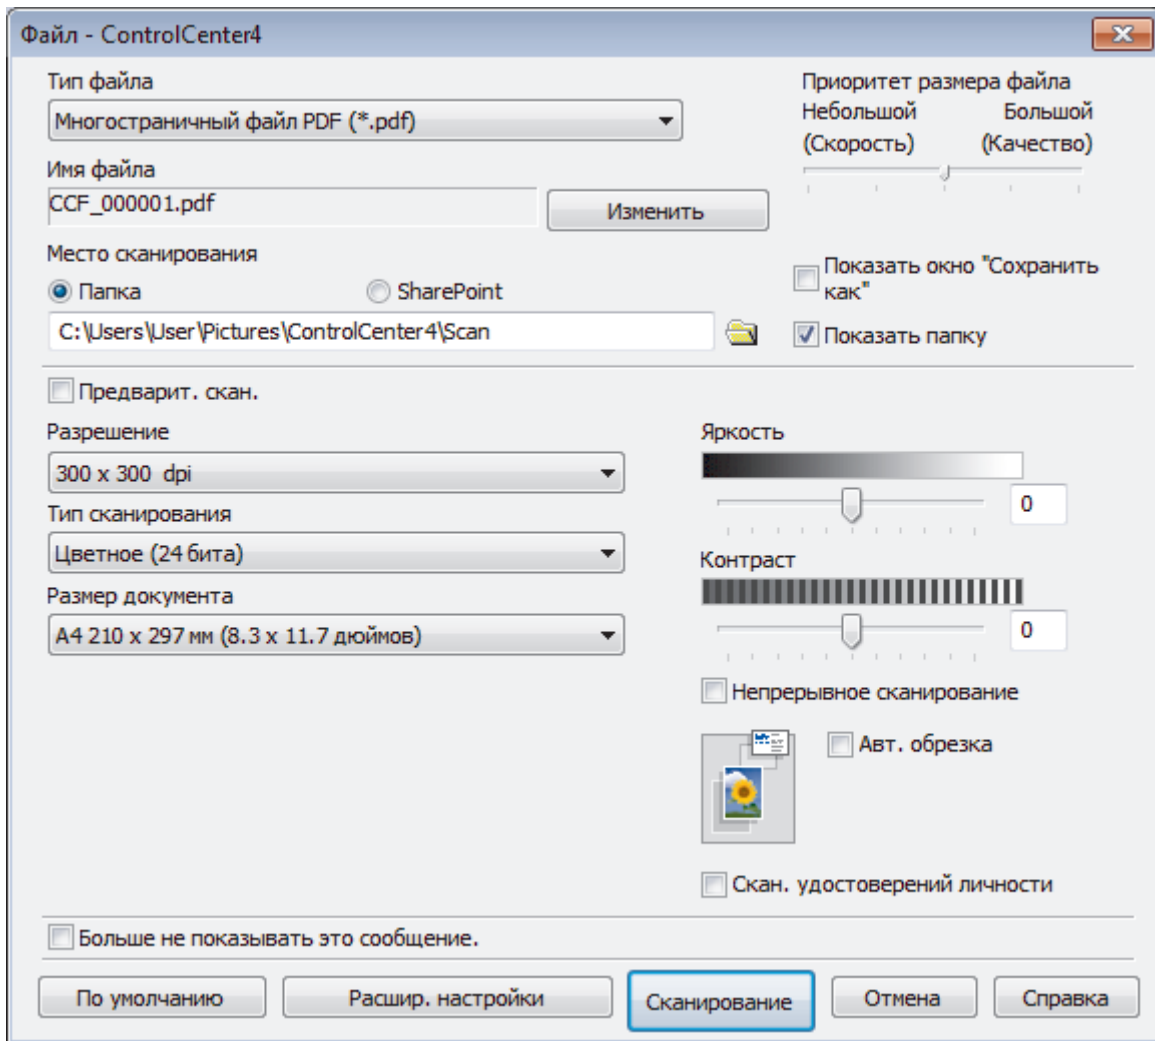 Файл - ControlCenter4
Тип файла
Многостраничный файл PDF (*.pdf)
Приоритет размера файла
Небольшой Большой
(Скорость) (Качество)
Имя файла
CCF_000001.pdf
Изменить
Место сканирования
Папка SharePoint
C:\Users\User\Pictures\ControlCenter4\Scan
Показать окно "Сохранить
как"
Показать папку
Предварит. скан.
Разрешение
300 x 300 dpi
Тип сканирования
Цветное (24 бита)
Размер документа
A4 210 x 297 мм (8.3 x 11.7 дюймов)
Яркость
0
Контраст
0
Непрерывное сканирование
Авт. обрезка
Скан. удостоверений личности
Больше не показывать это сообщение.
По умолчанию Расшир. настройки Сканирование Отмена Справка